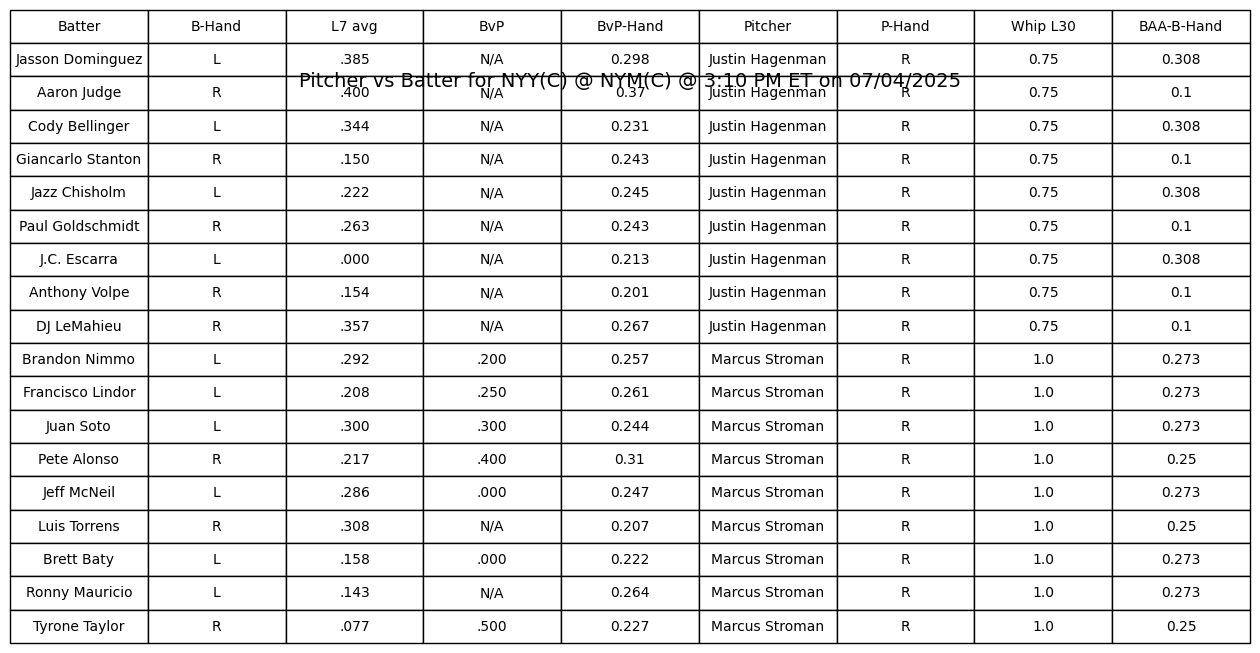 Batter B-Hand L7 avg BvP BvP-Hand Pitcher P-Hand Whip L30 BAA-B-Hand
Jasson Dominguez L .385 N/A 0.298 Justin Hagenman R 0.75 0.308
Pitcher vs Batter for NYY(C) @ NYM(C) @ 3:10 PM ET on 07/04/2025
Aaron Judge R .400 N/A 0.37 Justin Hagenman R 0.75 0.1
Cody Bellinger L .344 N/A 0.231 Justin Hagenman R 0.75 0.308
Giancarlo Stanton R .150 N/A 0.243 Justin Hagenman R 0.75 0.1
Jazz Chisholm L .222 N/A 0.245 Justin Hagenman R 0.75 0.308
Paul Goldschmidt R .263 N/A 0.243 Justin Hagenman R 0.75 0.1
J.C. Escarra L .000 N/A 0.213 Justin Hagenman R 0.75 0.308
Anthony Volpe R .154 N/A 0.201 Justin Hagenman R 0.75 0.1
DJ LeMahieu R .357 N/A 0.267 Justin Hagenman R 0.75 0.1
Brandon Nimmo L .292 .200 0.257 Marcus Stroman R 1.0 0.273
Francisco Lindor L .208 .250 0.261 Marcus Stroman R 1.0 0.273
Juan Soto L .300 .300 0.244 Marcus Stroman R 1.0 0.273
Pete Alonso R .217 .400 0.31 Marcus Stroman R 1.0 0.25
Jeff McNeil L .286 .000 0.247 Marcus Stroman R 1.0 0.273
Luis Torrens R .308 N/A 0.207 Marcus Stroman R 1.0 0.25
Brett Baty L .158 .000 0.222 Marcus Stroman R 1.0 0.273
Ronny Mauricio L .143 N/A 0.264 Marcus Stroman R 1.0 0.273
Tyrone Taylor R .077 .500 0.227 Marcus Stroman R 1.0 0.25